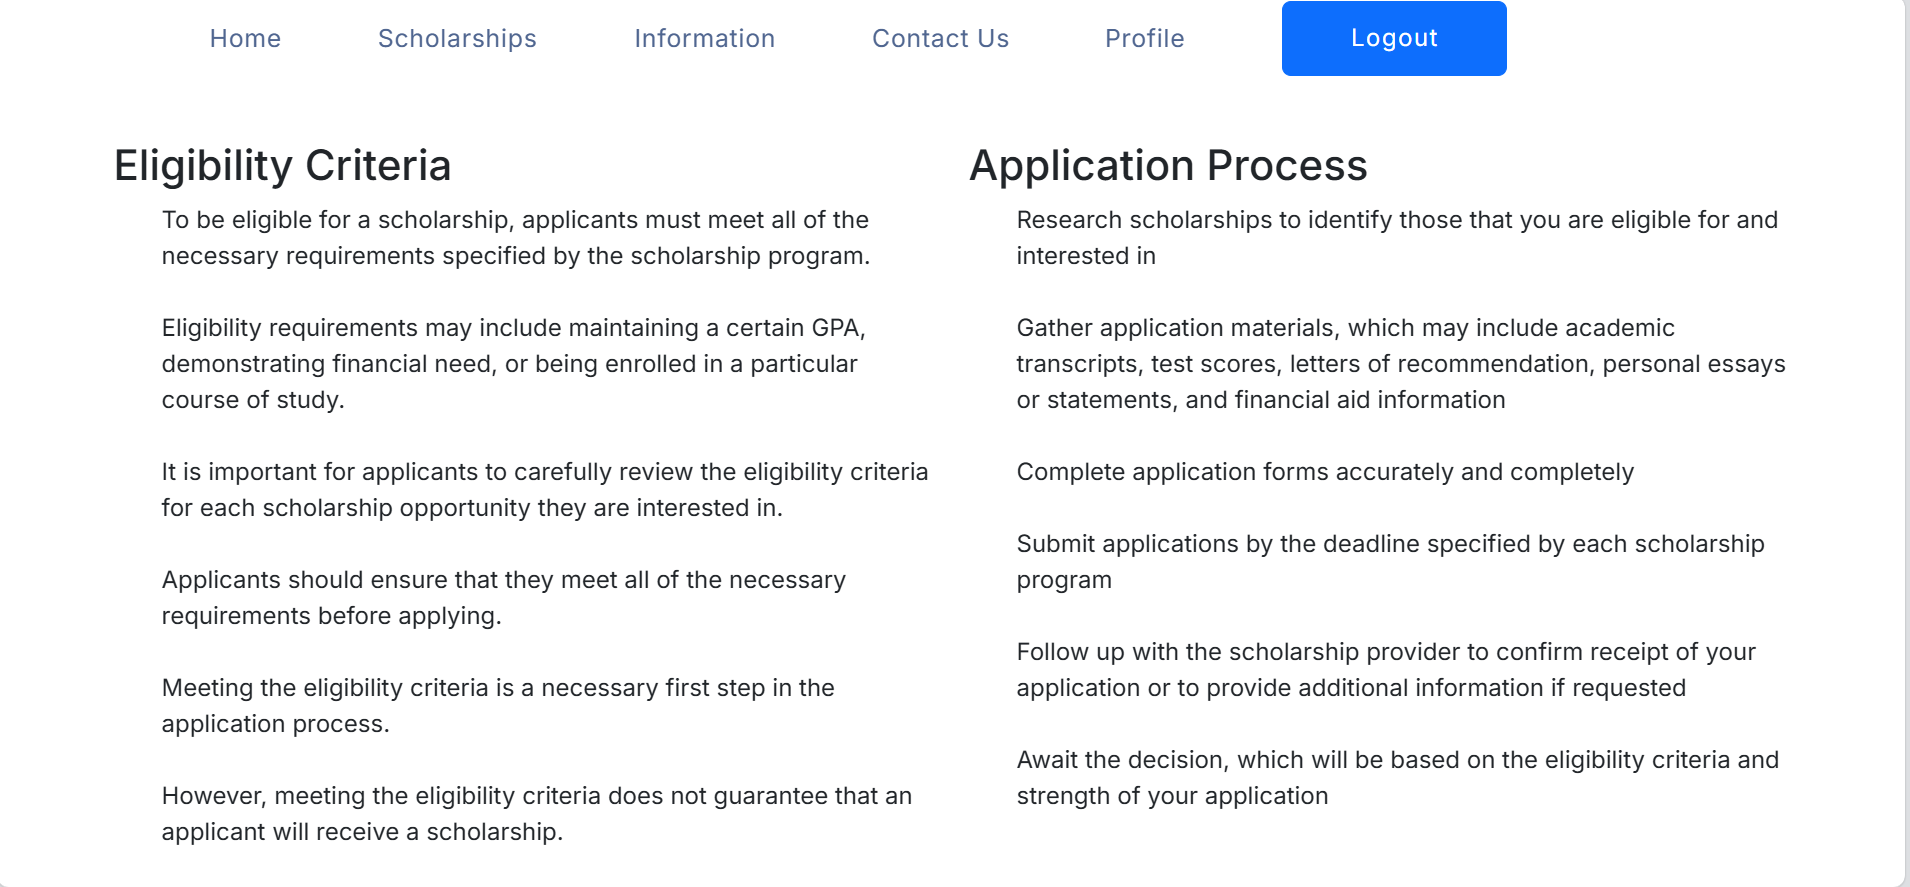 Home
Scholarships
Information
Contact Us
Profile
Logout
Eligibility Criteria
To be eligible for a scholarship, applicants must meet all of the
necessary requirements specified by the scholarship program.
Eligibility requirements may include maintaining a certain GPA,
demonstrating financial need, or being enrolled in a particular
course of study.
It is important for applicants to carefully review the eligibility criteria
for each scholarship opportunity they are interested in.
Applicants should ensure that they meet all of the necessary
requirements before applying.
Meeting the eligibility criteria is a necessary first step in the
application process.
However, meeting the eligibility criteria does not guarantee that an
applicant will receive a scholarship.
Application Process
Research scholarships to identify those that you are eligible for and
interested in
Gather application materials, which may include academic
transcripts, test scores, letters of recommendation, personal essays
or statements, and financial aid information
Complete application forms accurately and completely
Submit applications by the deadline specified by each scholarship
program
Follow up with the scholarship provider to confirm receipt of your
application or to provide additional information if requested
Await the decision, which will be based on the eligibility criteria and
strength of your application